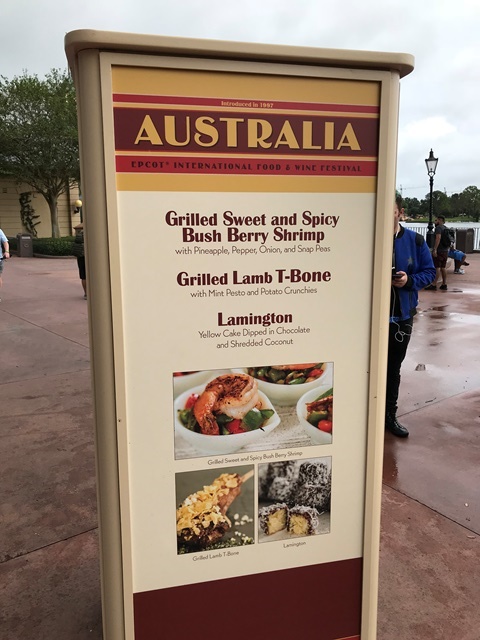 Introduced in 1997
AUSTRALIA
EPCOT® INTERNATIONAL FOOD & WINE FESTIVAL
Grilled Sweet and Spicy
Bush Berry Shrimp
with Pineapple, Pepper, Onion, and Snap Peas
Grilled Lamb T-Bone
with Mint Pesto and Potato Crunchies
Lamington
Yellow Cake Dipped in Chocolate
and Shredded Coconut
Grilled Sweet and Spicy Bush Berry Shrimp
Grilled Lamb T-Bone
Lamington